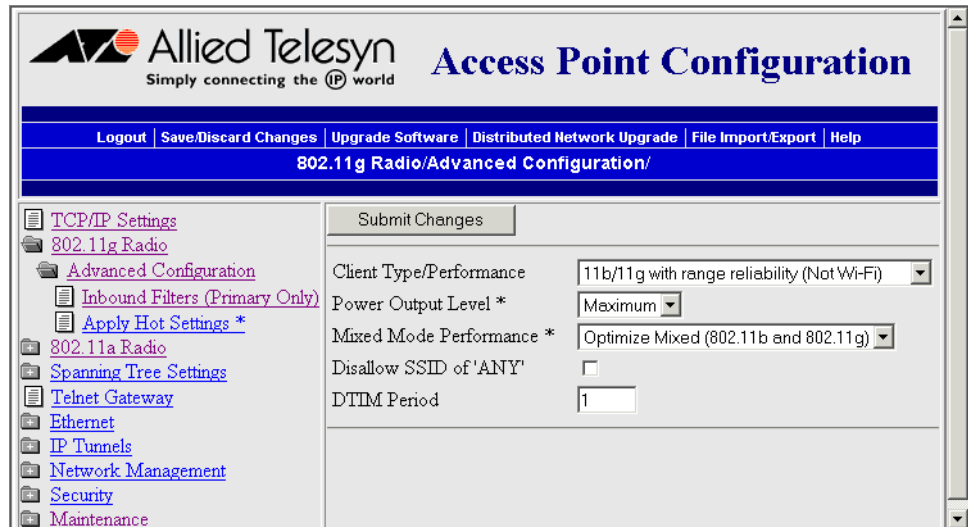 Allied Telesyn
Simply connecting the IP world
Access Point Configuration
Logout | Save/Discard Changes | Upgrade Software | Distributed Network Upgrade | File Import/Export | Help
802.11g Radio/Advanced Configuration/
TCP/IP Settings
802.11g Radio
Advanced Configuration
Inbound Filters (Primary Only)
Apply Hot Settings *
802.11a Radio
Spanning Tree Settings
Telnet Gateway
Ethernet
IP Tunnels
Network Management
Security
Maintenance
Submit Changes
Client Type/Performance 11b/11g with range reliability (Not Wi-Fi)
Power Output Level * Maximum
Mixed Mode Performance * Optimize Mixed (802.11b and 802.11g)
Disallow SSID of 'ANY'
DTIM Period 1